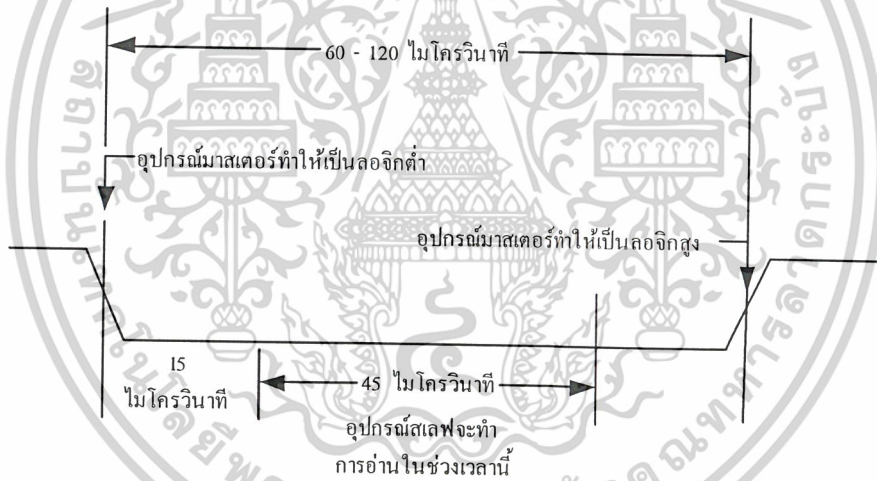 60 - 120 ไมโครวินาที
อุปกรณ์มาสเตอร์ทำให้เป็นลอจิกต่ำ
อุปกรณ์มาสเตอร์ทำให้เป็นลอจิกสูง
15
ไมโครวินาที
45 ไมโครวินาที
อุปกรณ์สเลฟจะทำ
การอ่านในช่วงเวลานี้